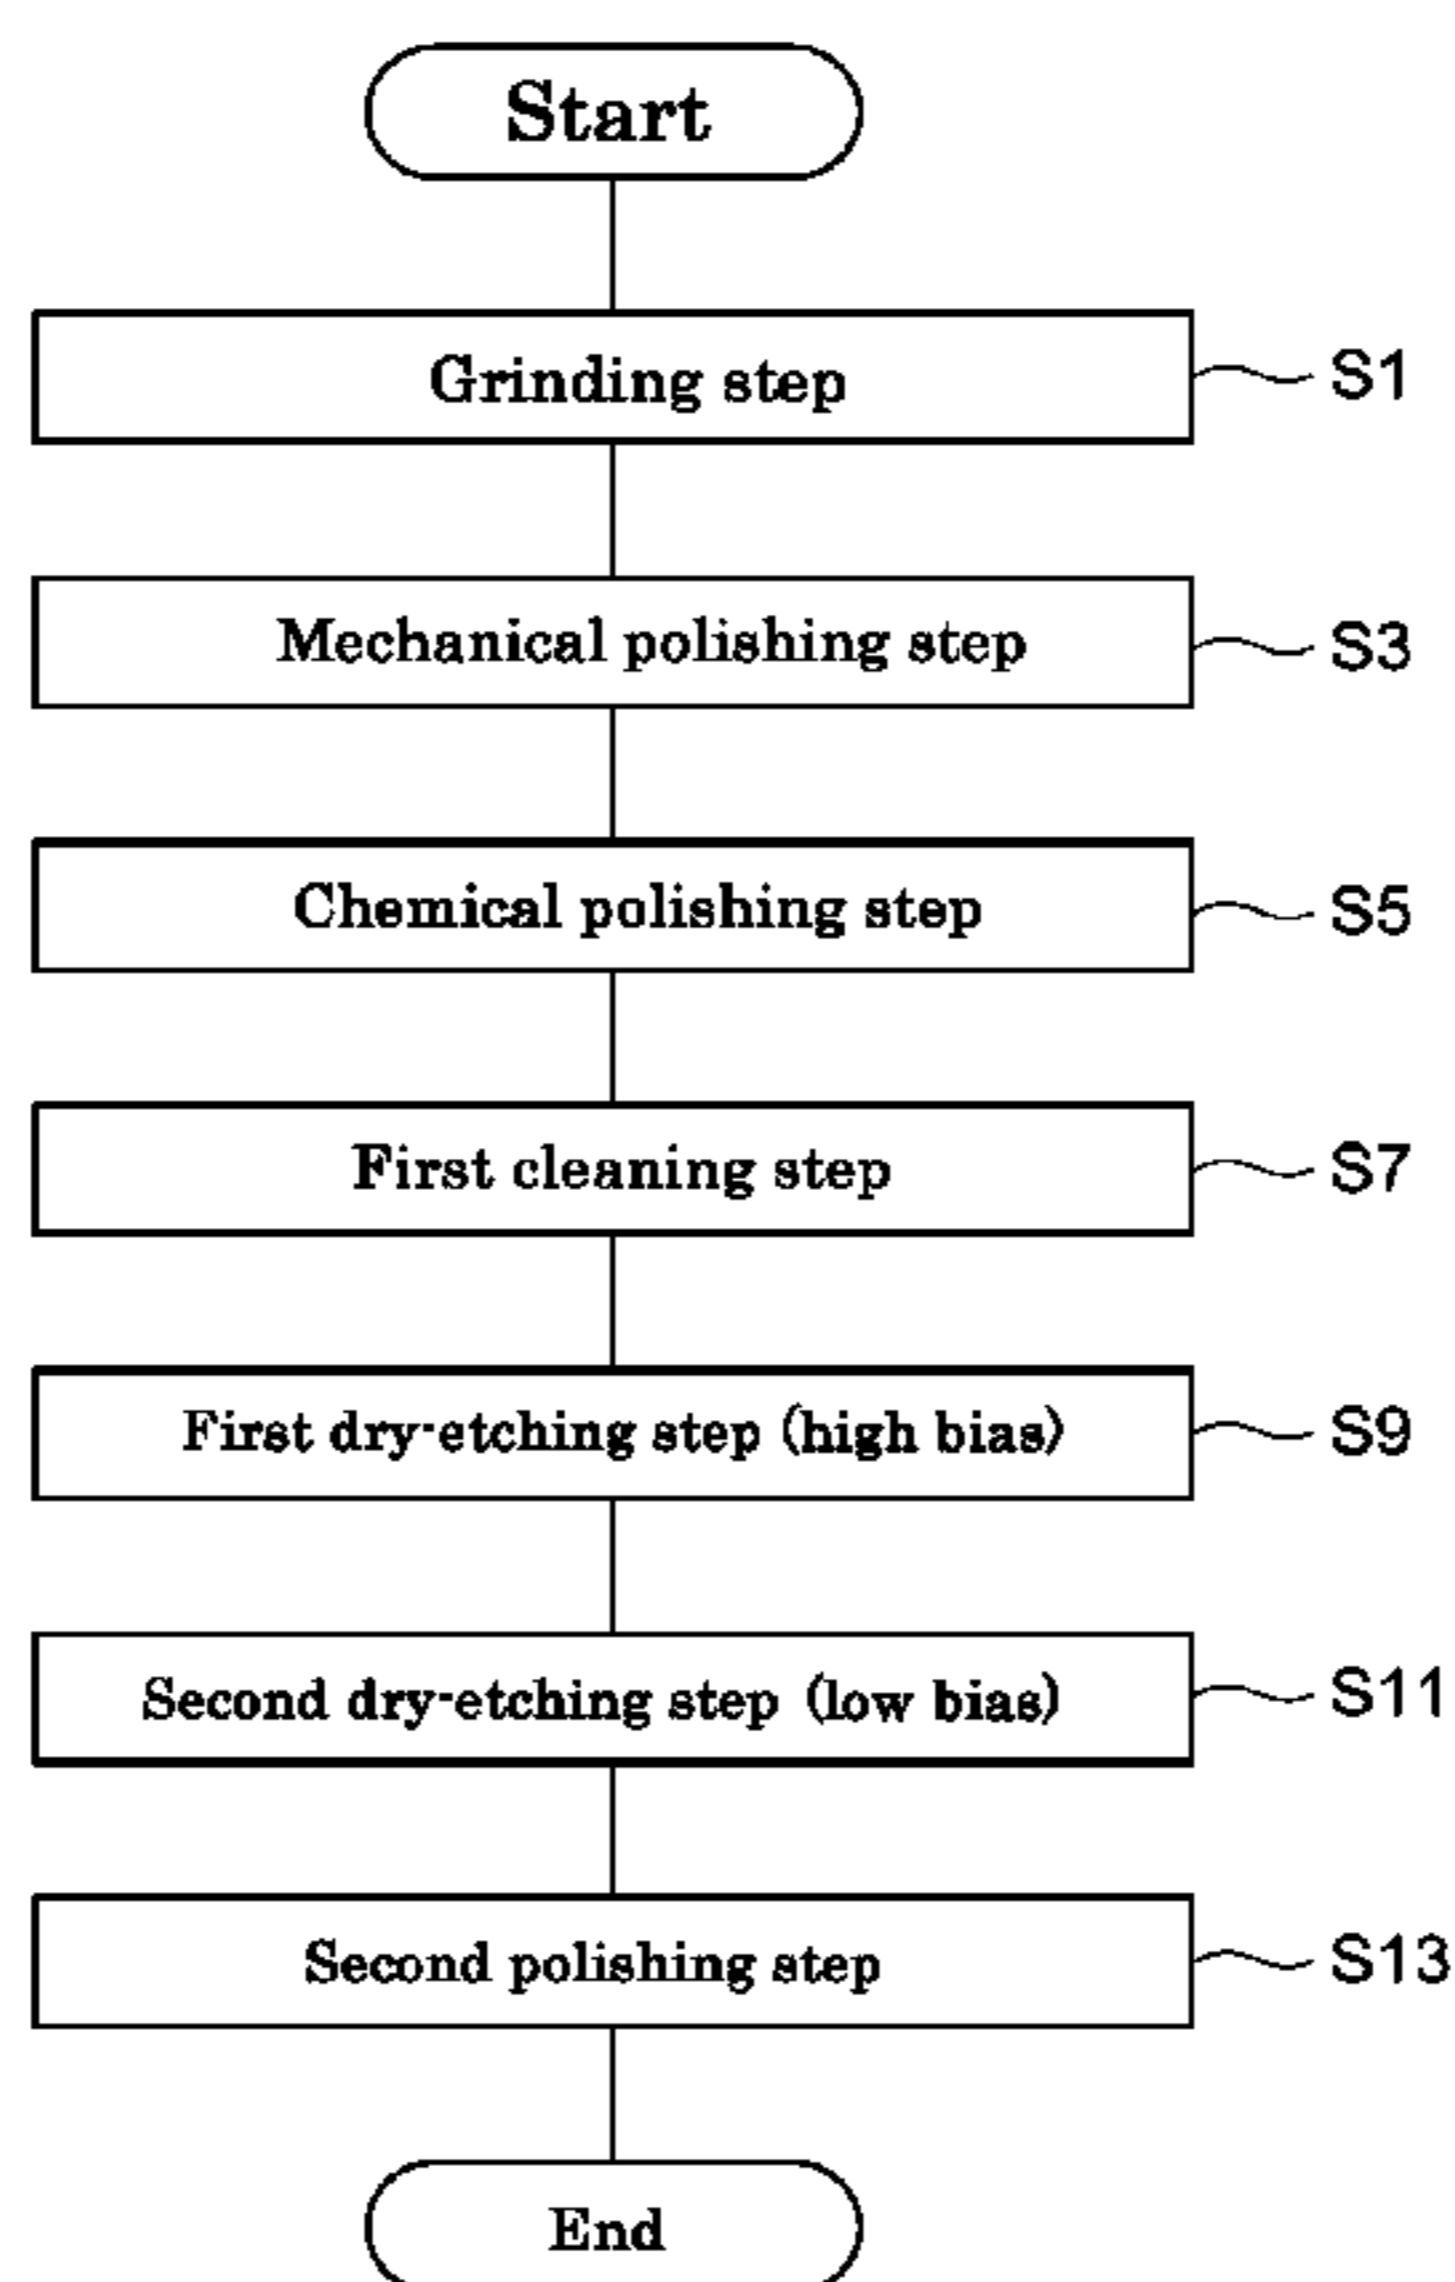 Start
Grinding step S1
Mechanical polishing step S3
Chemical polishing step S5
First cleaning step S7
First dry-etching step (high bias) S9
Second dry-etching step (low bias) S11
Second polishing step S13
End